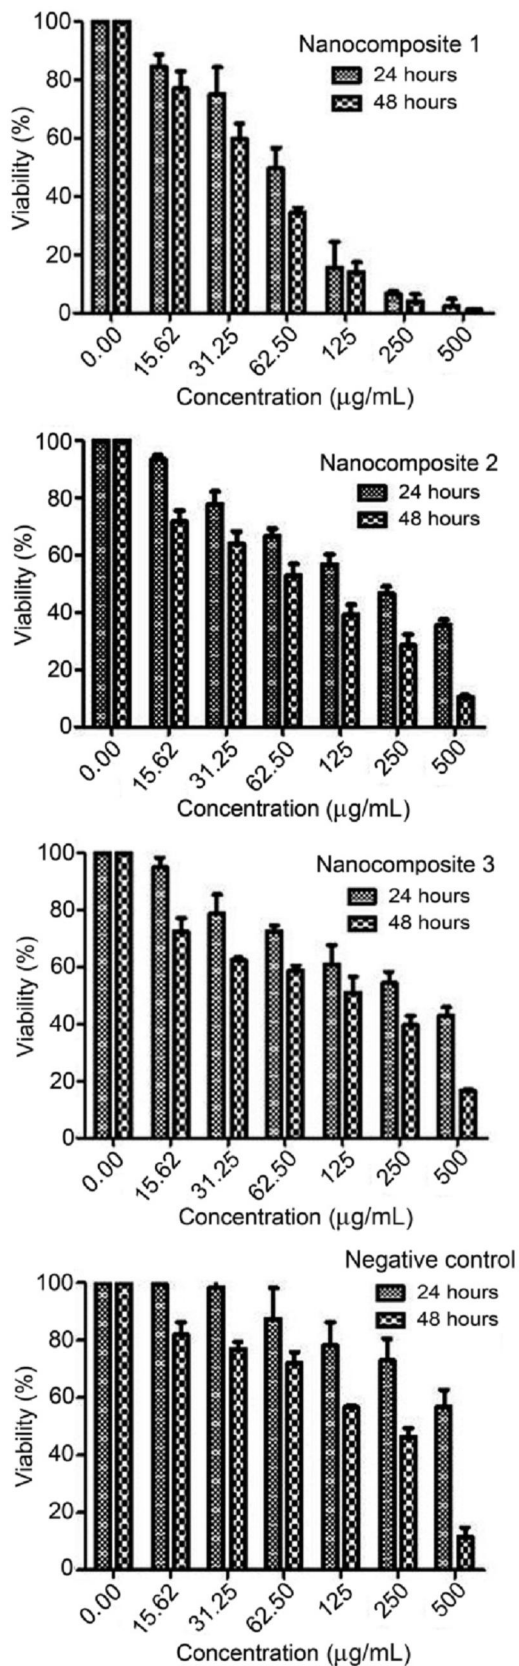 Nanocomposite 1
24 hours
48 hours
Viability (%)
100
80
60
40
20
0
0.00 15.62 31.25 62.50 125 250 500
Concentration (µg/mL)
Nanocomposite 2
24 hours
48 hours
Viability (%)
100
80
60
40
20
0
0.00 15.62 31.25 62.50 125 250 500
Concentration (µg/mL)
Nanocomposite 3
24 hours
48 hours
Viability (%)
100
80
60
40
20
0
0.00 15.62 31.25 62.50 125 250 500
Concentration (µg/mL)
Negative control
24 hours
48 hours
Viability (%)
100
80
60
40
20
0
0.00 15.62 31.25 62.50 125 250 500
Concentration (µg/mL)